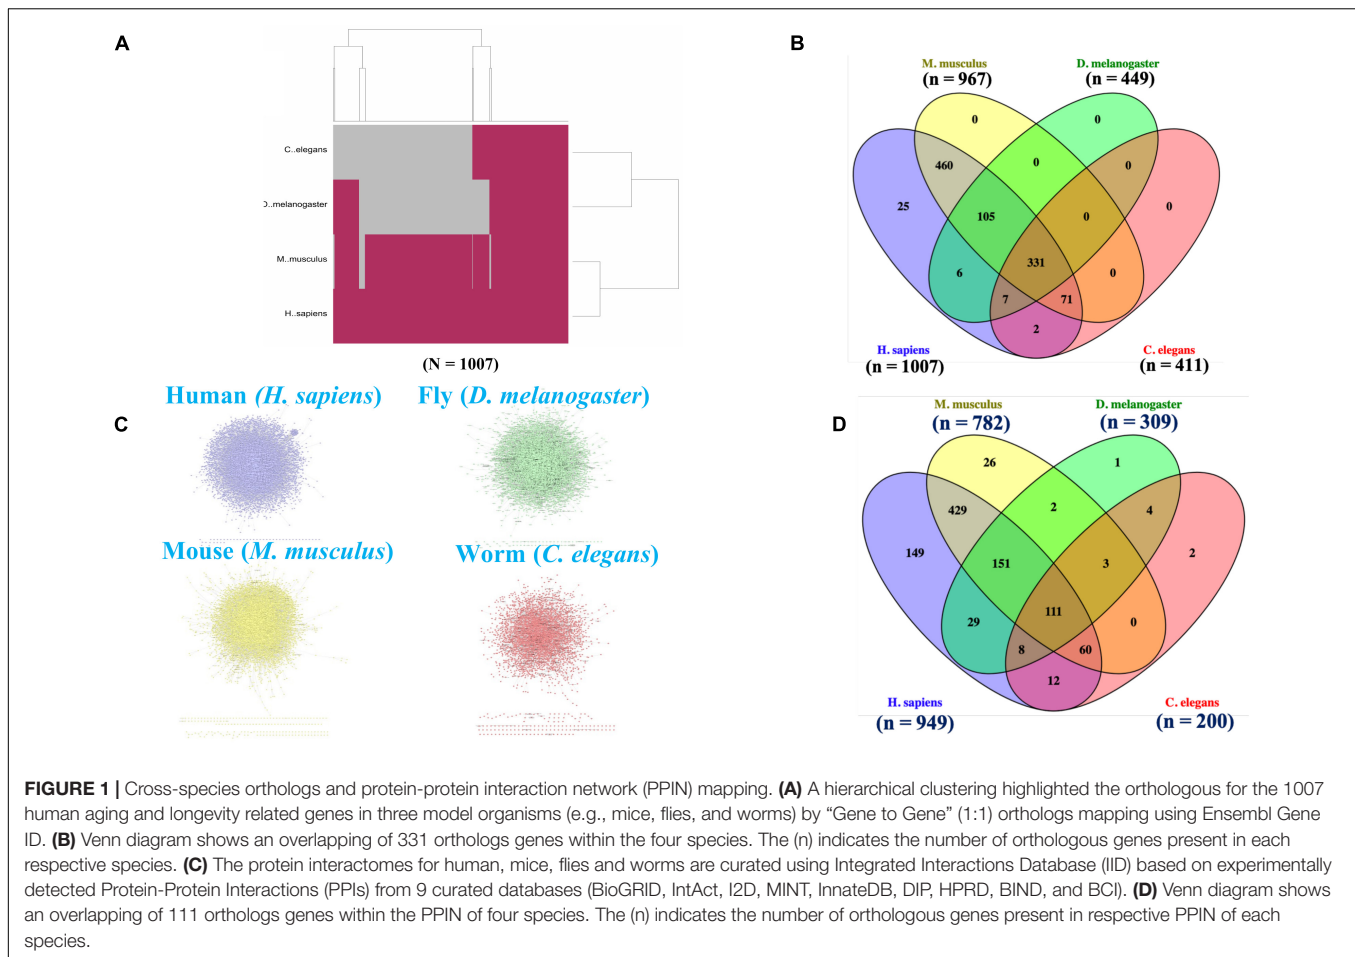 A
C..elegans
D..melanogaster
M..musculus
H..sapiens
(N = 1007)
B
M. musculus
(n = 967)
D. melanogaster
(n = 449)
0
0
460
0
0
25
105
0
0
331
6
0
7
71
2
H. sapiens
(n = 1007)
C. elegans
(n = 411)
C
Human (H. sapiens)
Fly (D. melanogaster)
Mouse (M. musculus)
Worm (C. elegans)
D
M. musculus
(n = 782)
D. melanogaster
(n = 309)
26
1
429
2
4
149
151
3
2
111
29
0
8
60
12
H. sapiens
(n = 949)
C. elegans
(n = 200)
FIGURE 1 | Cross-species orthologs and protein-protein interaction network (PPIN) mapping. (A) A hierarchical clustering highlighted the orthologous for the 1007
human aging and longevity related genes in three model organisms (e.g., mice, flies, and worms) by “Gene to Gene” (1:1) orthologs mapping using Ensembl Gene
ID. (B) Venn diagram shows an overlapping of 331 orthologs genes within the four species. The (n) indicates the number of orthologous genes present in each
respective species. (C) The protein interactomes for human, mice, flies and worms are curated using Integrated Interactions Database (IID) based on experimentally
detected Protein-Protein Interactions (PPIs) from 9 curated databases (BioGRID, IntAct, I2D, MINT, InnateDB, DIP, HPRD, BIND, and BCI). (D) Venn diagram shows
an overlapping of 111 orthologs genes within the PPIN of four species. The (n) indicates the number of orthologous genes present in respective PPIN of each
species.